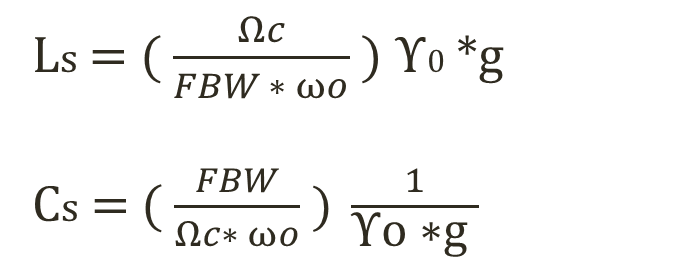 Ls = ( Ωc / FBW * ωo ) ϒ0 *g
Cs = ( FBW / Ωc* ωo ) 1 / ϒo *g